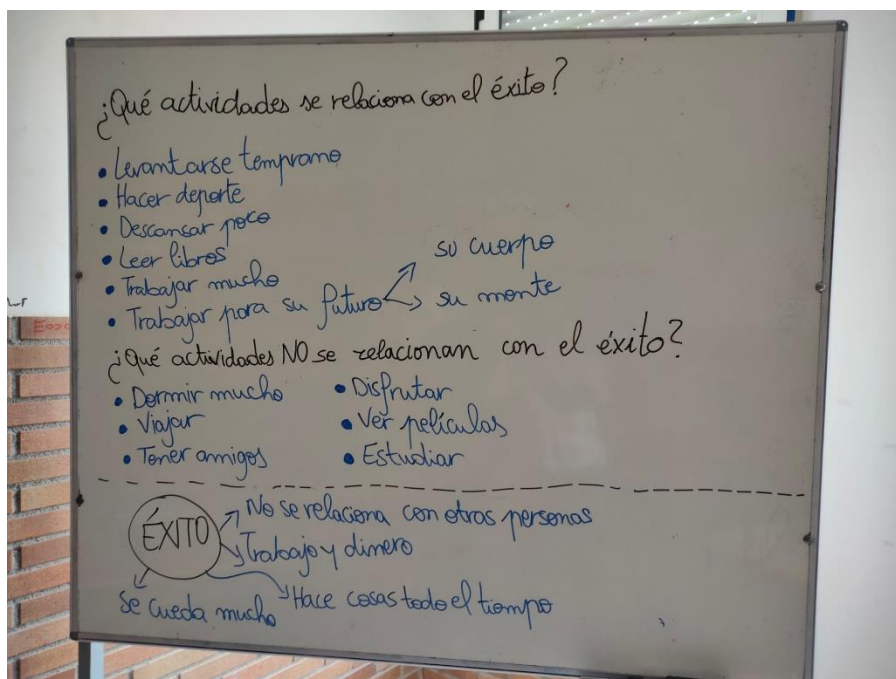 ¿Qué actividades se relaciona con el éxito?
• Levantarse temprano
• Hacer deporte
• Descansar poco
• Leer libros
• Trabajar mucho
• Trabajar para su futuro
su cuerpo
su mente
¿Qué actividades NO se relacionan con el éxito?
• Dormir mucho
• Viajar
• Tener amigos
• Disfrutar
• Ver películas
• Estudiar
ÉXITO
No se relaciona con otras personas
Trabajo y dinero
Hace cosas todo el tiempo
se cueda mucho